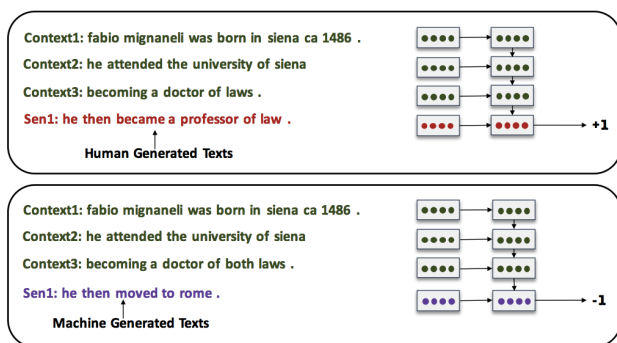 Context1: fabio mignaneli was born in siena ca 1486 .
Context2: he attended the university of siena
Context3: becoming a doctor of laws .
Sen1: he then became a professor of law .
+1
Human Generated Texts
Context1: fabio mignaneli was born in siena ca 1486 .
Context2: he attended the university of siena
Context3: becoming a doctor of both laws .
Sen1: he then moved to rome .
-1
Machine Generated Texts